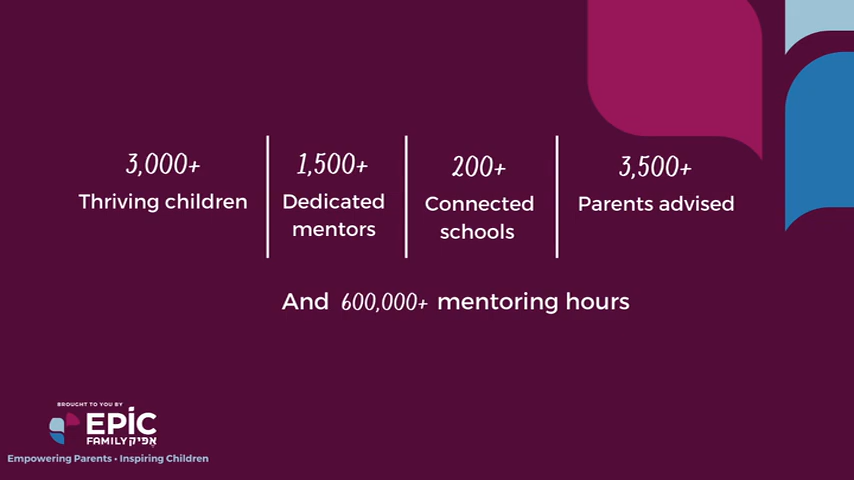 3,000+
Thriving children
1,500+
Dedicated
mentors
200+
Connected
schools
3,500+
Parents advised
And 600,000+ mentoring hours
BROUGHT TO YOU BY
EPIC
FAMILY אפיק
Empowering Parents • Inspiring Children